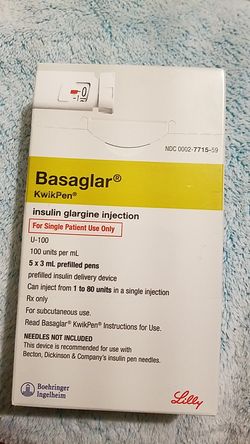 NDC 0002-7715-59
Basaglar®
KwikPen®
insulin glargine injection
For Single Patient Use Only
U-100
100 units per mL
5 x 3 mL prefilled pens
prefilled insulin delivery device
Can inject from 1 to 80 units in a single injection
Rx only
For subcutaneous use.
Read Basaglar® KwikPen® Instructions for Use.
NEEDLES NOT INCLUDED
This device is recommended for use with
Becton, Dickinson & Company's insulin pen needles.
Boehringer
Ingelheim
Lilly